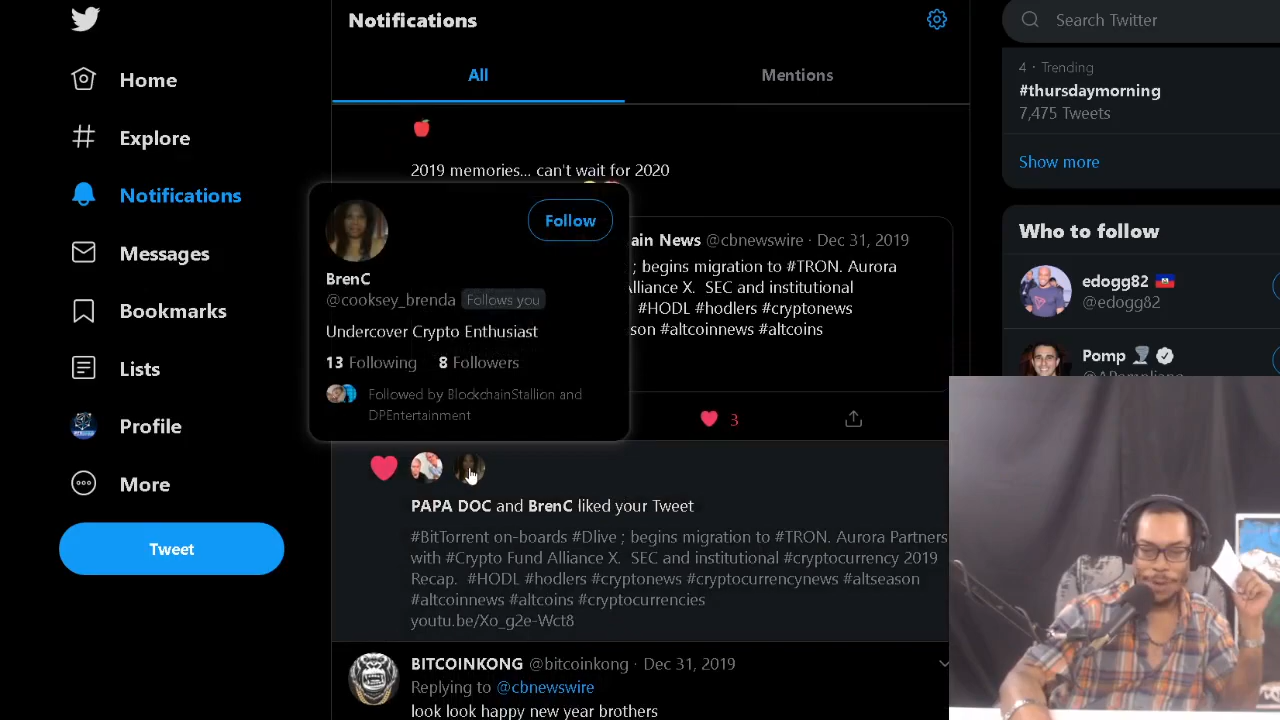 Home
Explore
Notifications
Messages
Bookmarks
Lists
Profile
More
Tweet
Notifications
All
Mentions
2019 memories... can't wait for 2020
ain News @cbnewswire · Dec 31, 2019
; begins migration to #TRON. Aurora
lliance X. SEC and institutional
#HODL #hodlers #cryptonews
son #altcoinnews #altcoins
Follow
BrenC
@cooksey_brenda Follows you
Undercover Crypto Enthusiast
13 Following 8 Followers
Followed by BlockchainStallion and
DPEntertainment
3
PAPA DOC and BrenC liked your Tweet
#BitTorrent on-boards #Dlive ; begins migration to #TRON. Aurora Partners
with #Crypto Fund Alliance X. SEC and institutional #cryptocurrency 2019
Recap. #HODL #hodlers #cryptonews #cryptocurrencynews #altseason
#altcoinnews #altcoins #cryptocurrencies
youtu.be/Xo_g2e-Wct8
BITCOINKONG @bitcoinkong · Dec 31, 2019
Replying to @cbnewswire
look look happy new year brothers
Search Twitter
4 · Trending
#thursdaymorning
7,475 Tweets
Show more
Who to follow
edogg82
@edogg82
Pomp